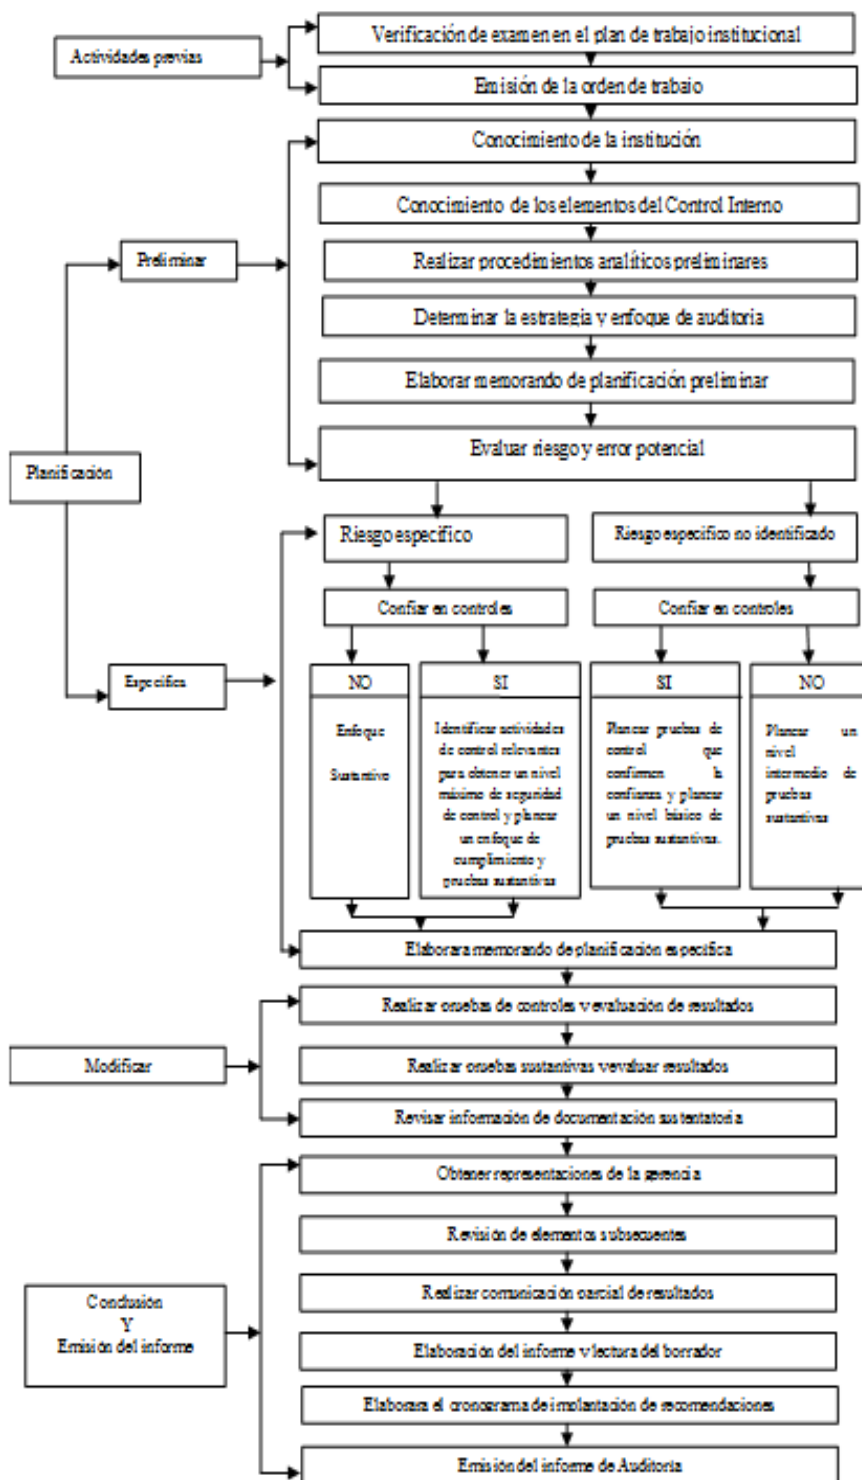 Actividades previas
Verificación de examen en el plan de trabajo institucional
Emisión de la orden de trabajo
Conocimiento de la institución
Conocimiento de los elementos del Control Interno
Preliminar
Realizar procedimientos analíticos preliminares
Determinar la estrategia y enfoque de auditoria
Elaborar memorando de planificación preliminar
Evaluar riesgo y error potencial
Planificación
Riesgo específico
Riesgo especifico no identificado
Confiar en controles
Confiar en controles
Especifica
NO
SI
SI
NO
Enfoque
Sustantivo
Identificar actividades
de control relevantes
para obtener un nivel
máximo de seguridad
de control y planear
un enfoque de
cumplimiento y
pruebas sustantivas
Planear pruebas de
control que
confirmen la
confianza y planear
un nivel básico de
pruebas sustantivas.
Planear un
nivel
intermedio de
pruebas
sustantivas
Elaborara memorando de planificación especifica
Realizar pruebas de controles y evaluación de resultados
Modificar
Realizar pruebas sustantivas y evaluar resultados
Revisar información de documentación sustentatoria
Obtener representaciones de la gerencia
Revisión de elementos subsecuentes
Realizar comunicación parcial de resultados
Conclusión
Y
Emisión del informe
Elaboración del informe y lectura del borrador
Elaborara el cronograma de implantación de recomendaciones
Emisión del informe de Auditoría